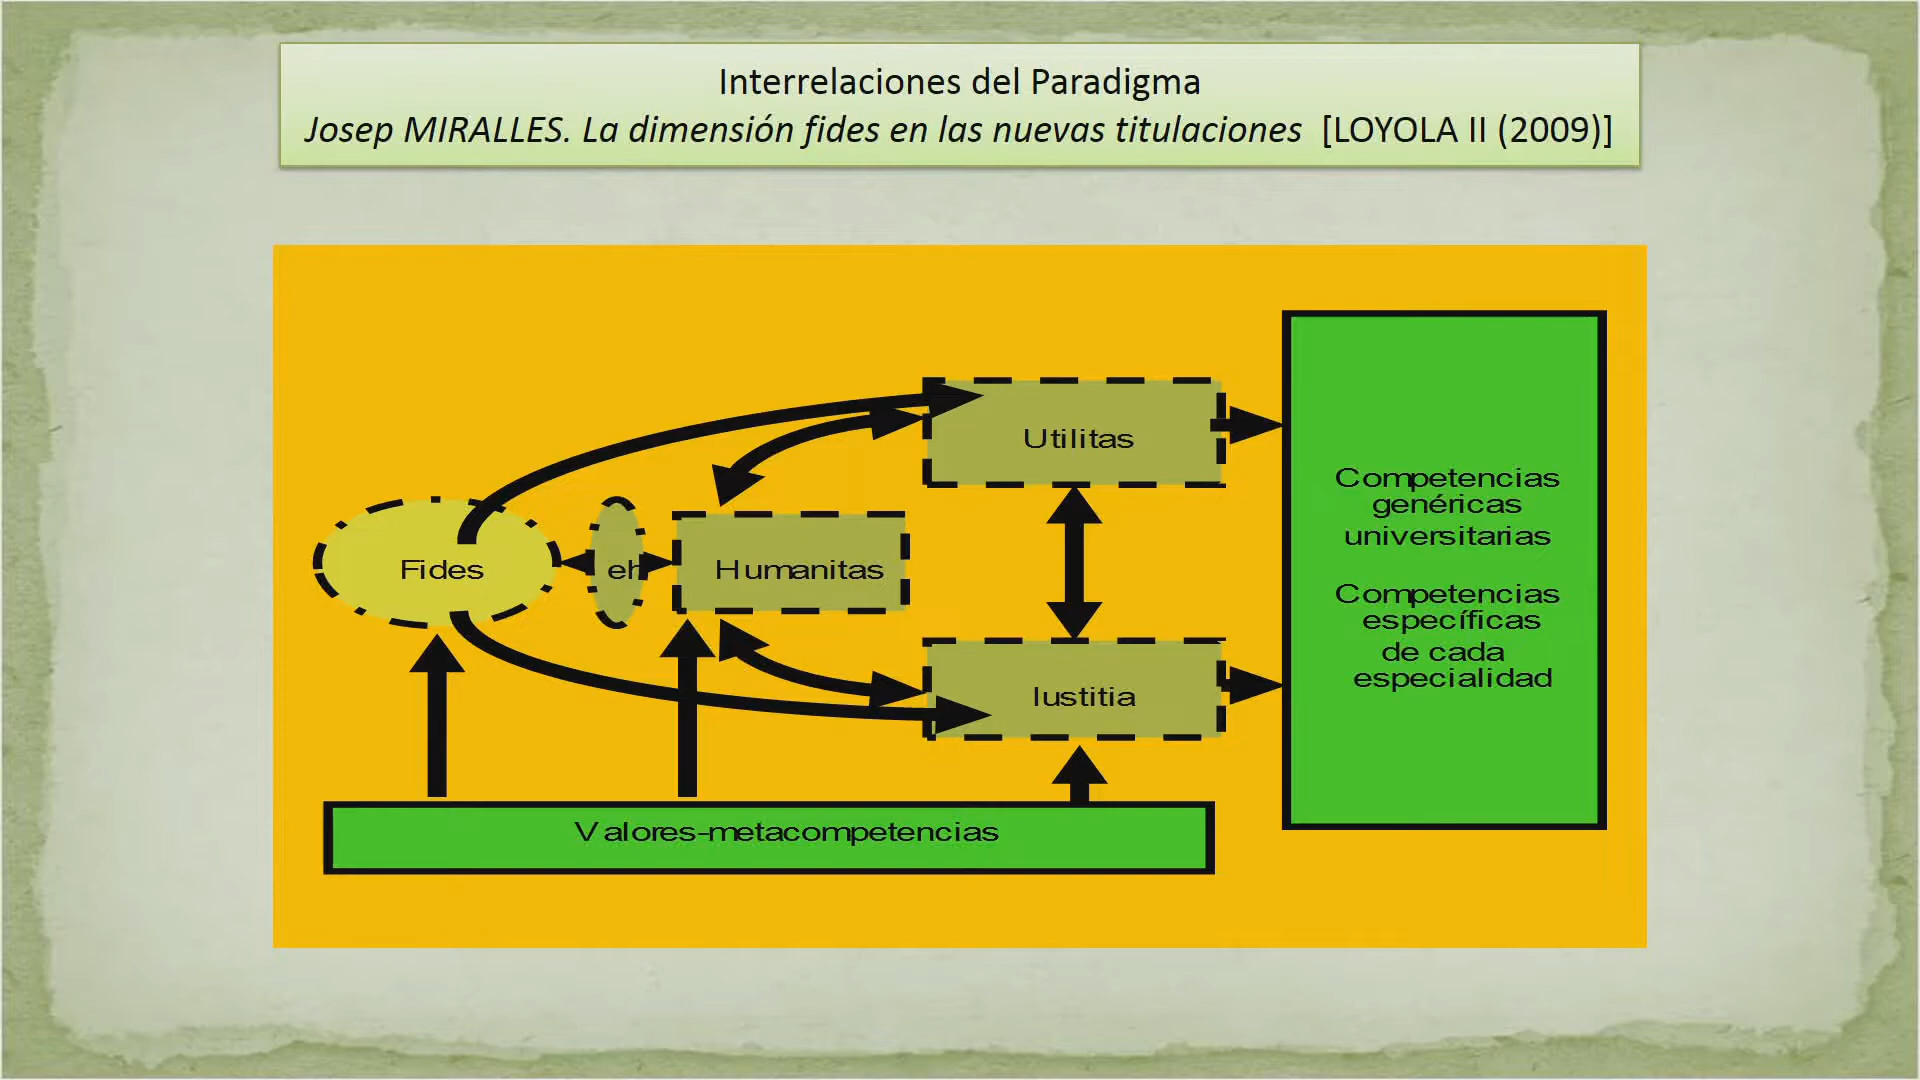 Interrelaciones del Paradigma
Josep MIRALLES. La dimensión fides en las nuevas titulaciones [LOYOLA II (2009)]
Utilitas
Fides
eh
Humanitas
Iustitia
Valores-metacompetencias
Competencias
genéricas
universitarias
Competencias
específicas
de cada
especialidad